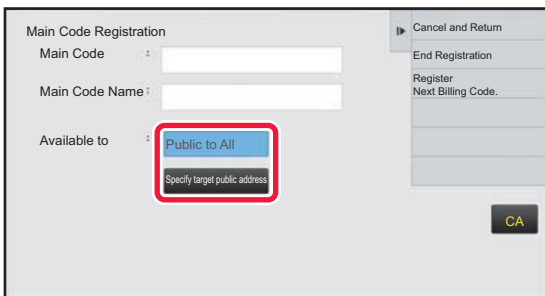 Main Code Registration
Main Code :
Main Code Name :
Available to :
Public to All
Specify target public address
Cancel and Return
End Registration
Register
Next Billing Code.
CA